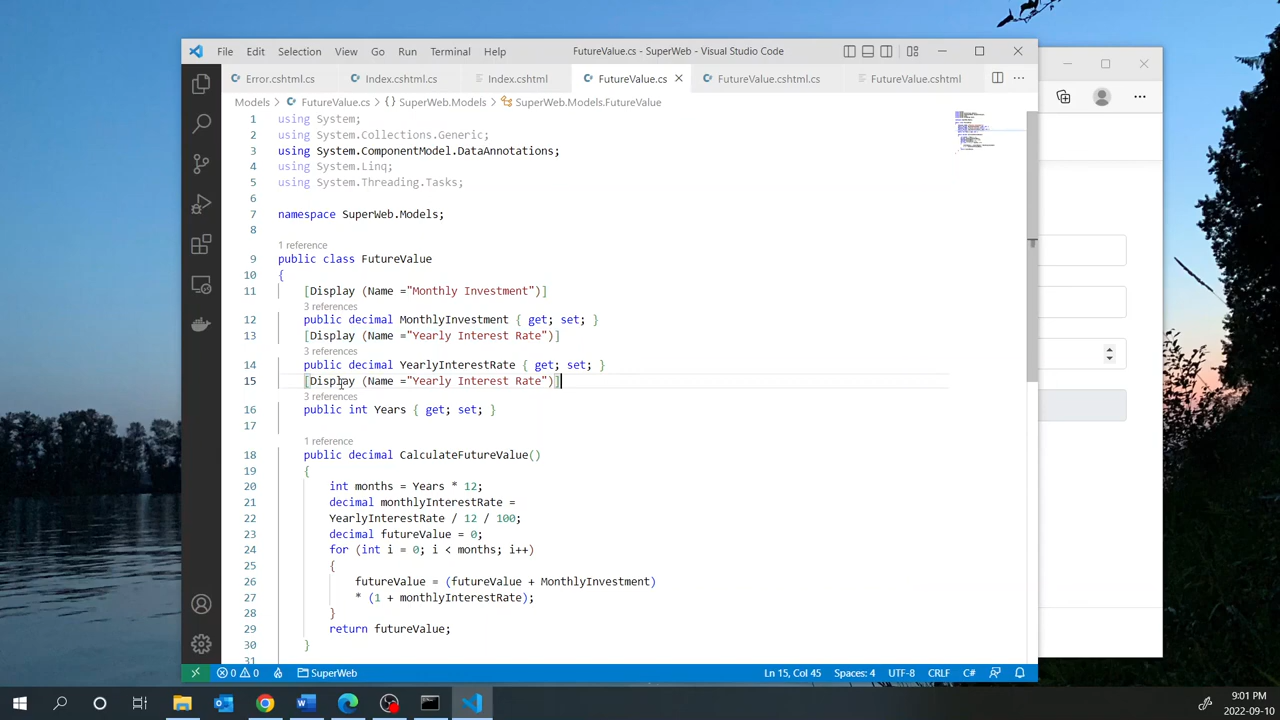 File Edit Selection View Go Run Terminal Help FutureValue.cs - SuperWeb - Visual Studio Code
Error.cshtml.cs Index.cshtml.cs Index.cshtml FutureValue.cs FutureValue.cshtml.cs FutureValue.cshtml
Models > FutureValue.cs > {} SuperWeb.Models > SuperWeb.Models.FutureValue
1 using System;
2 using System.Collections.Generic;
3 using System.ComponentModel.DataAnnotations;
4 using System.Linq;
5 using System.Threading.Tasks;
6
7 namespace SuperWeb.Models;
8
1 reference
9 public class FutureValue
10 {
11 [Display (Name ="Monthly Investment")]
3 references
12 public decimal MonthlyInvestment { get; set; }
13 [Display (Name ="Yearly Interest Rate")]
3 references
14 public decimal YearlyInterestRate { get; set; }
15 [Display (Name ="Yearly Interest Rate")]
3 references
16 public int Years { get; set; }
17
1 reference
18 public decimal CalculateFutureValue()
19 {
20 int months = Years * 12;
21 decimal monthlyInterestRate =
22 YearlyInterestRate / 12 / 100;
23 decimal futureValue = 0;
24 for (int i = 0; i < months; i++)
25 {
26 futureValue = (futureValue + MonthlyInvestment)
27 * (1 + monthlyInterestRate);
28 }
29 return futureValue;
30 }
31
0 0 SuperWeb Ln 15, Col 45 Spaces: 4 UTF-8 CRLF C#
9:01 PM
2022-09-10